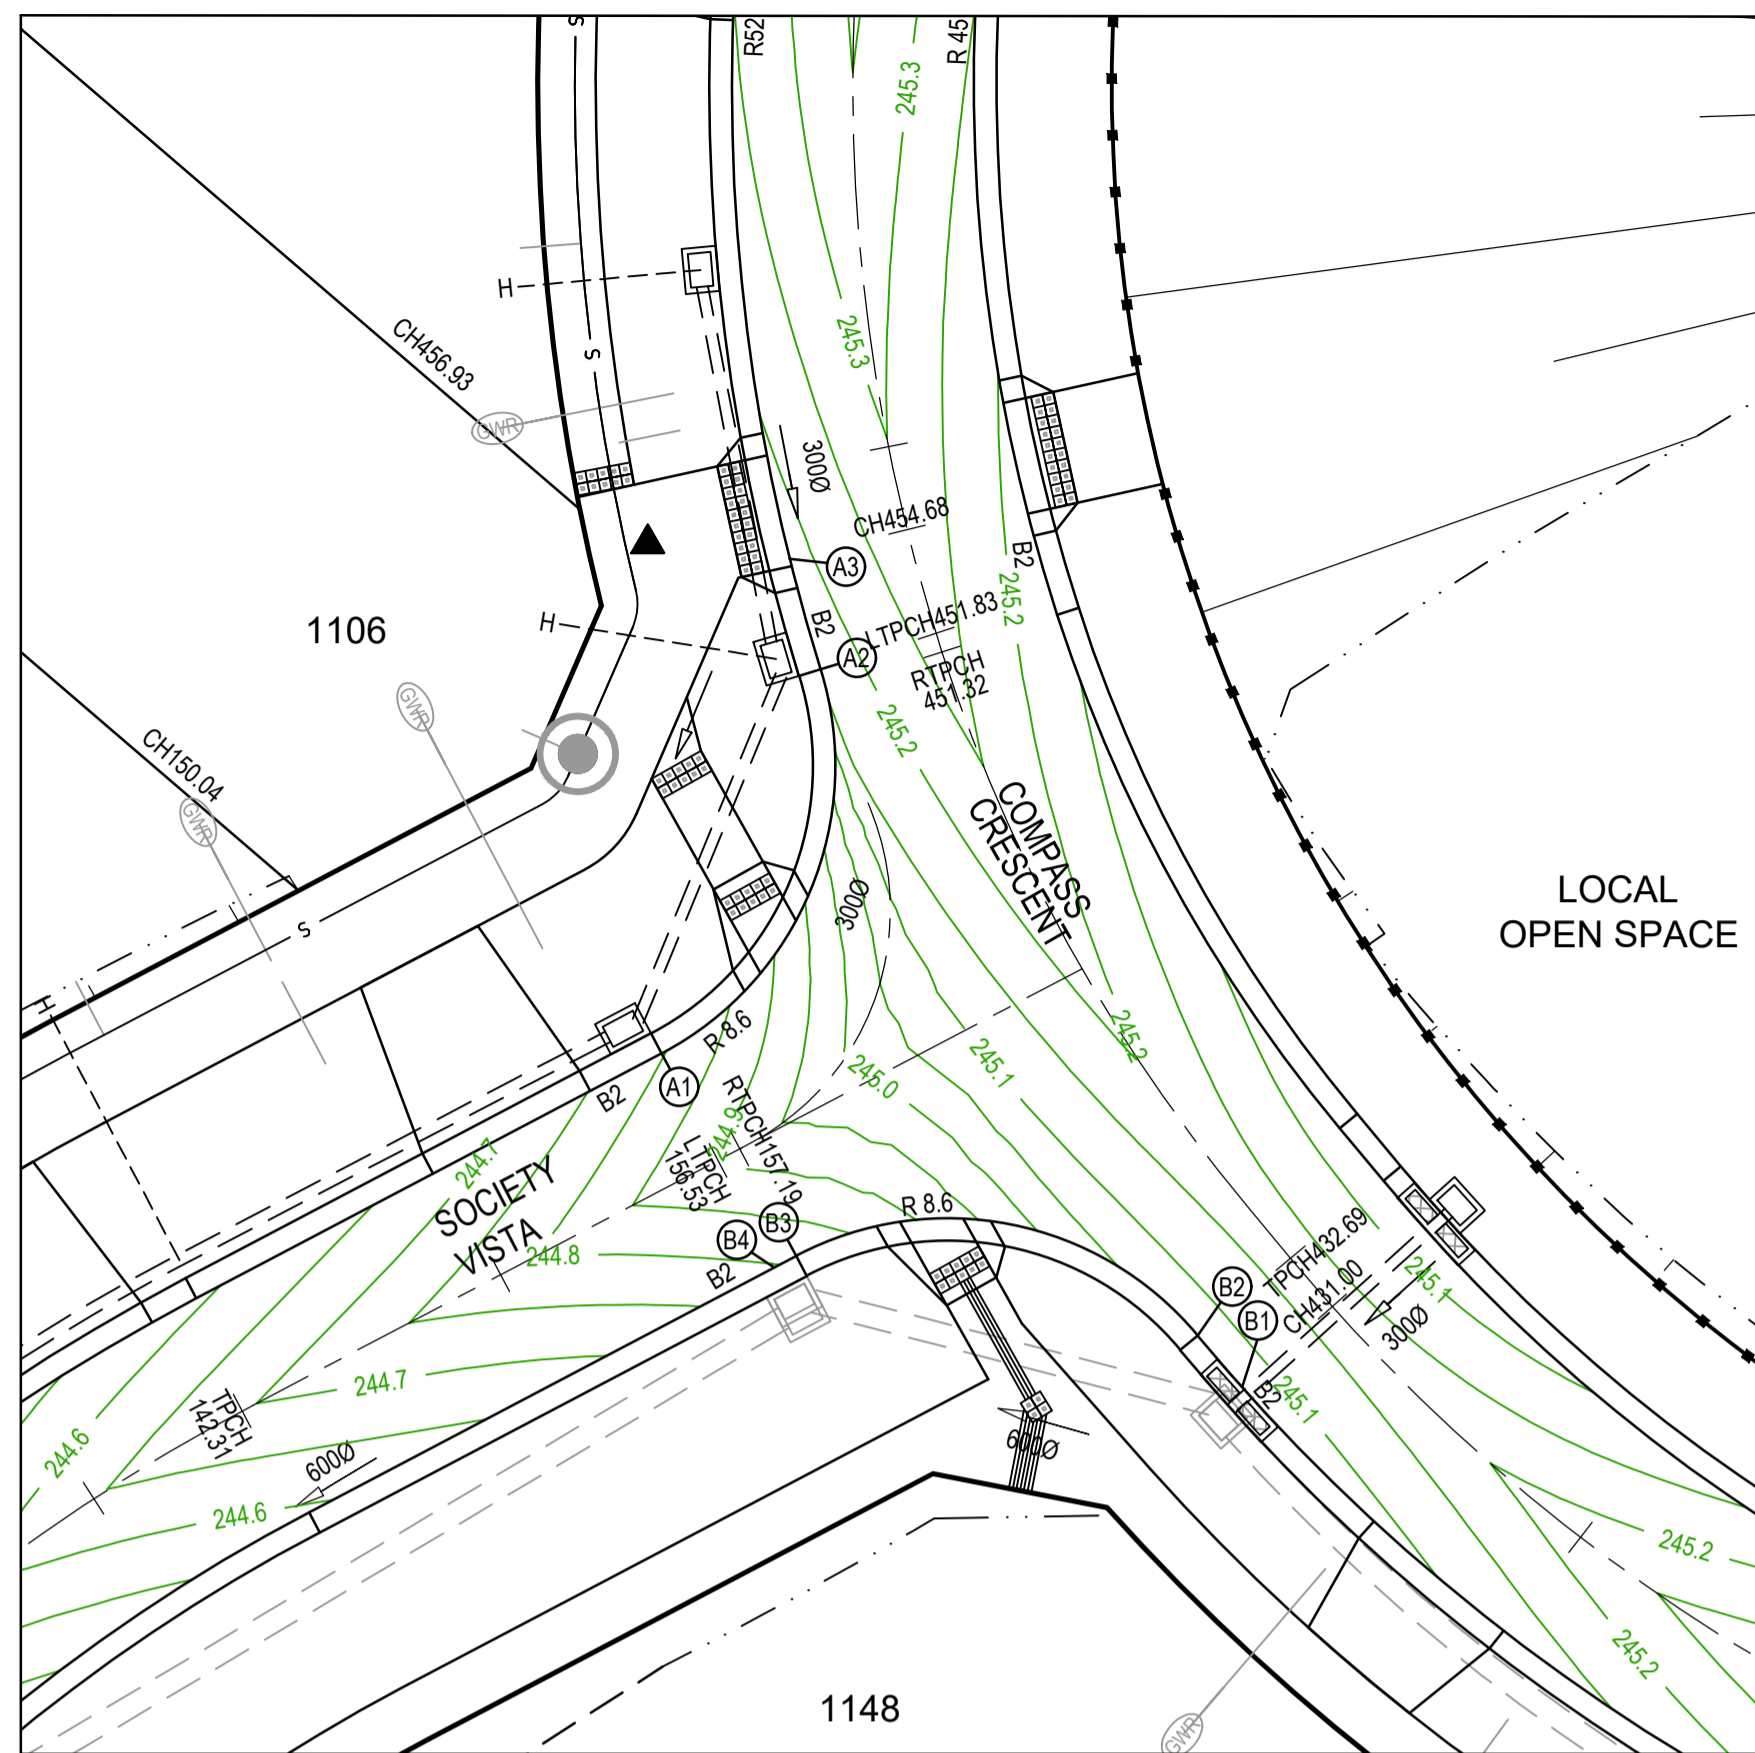 S
R52
R 45
245.3
H
CH456.93
S
245.3
GWR
300Ø
CH454.68
A3
B2
245.2
1106
H
B2
LTPCH451.83
A2
RTPCH
451.32
245.2
GWR
CH150.04
GWR
COMPASS
CRESCENT
LOCAL
OPEN SPACE
300Ø
S
H
R 8.6
245.2
245.1
245.0
A1
B2
RTPCH157.19
244.9
LTPCH
156.53
244.7
SOCIETY
VISTA
244.8
B4
B3
B2
R 8.6
TPCH432.69
CH431.00
B2
B1
245.1
300Ø
B2
245.1
244.7
TPCH
142.31
244.6
600Ø
600Ø
244.6
245.2
245.2
1148
GWR